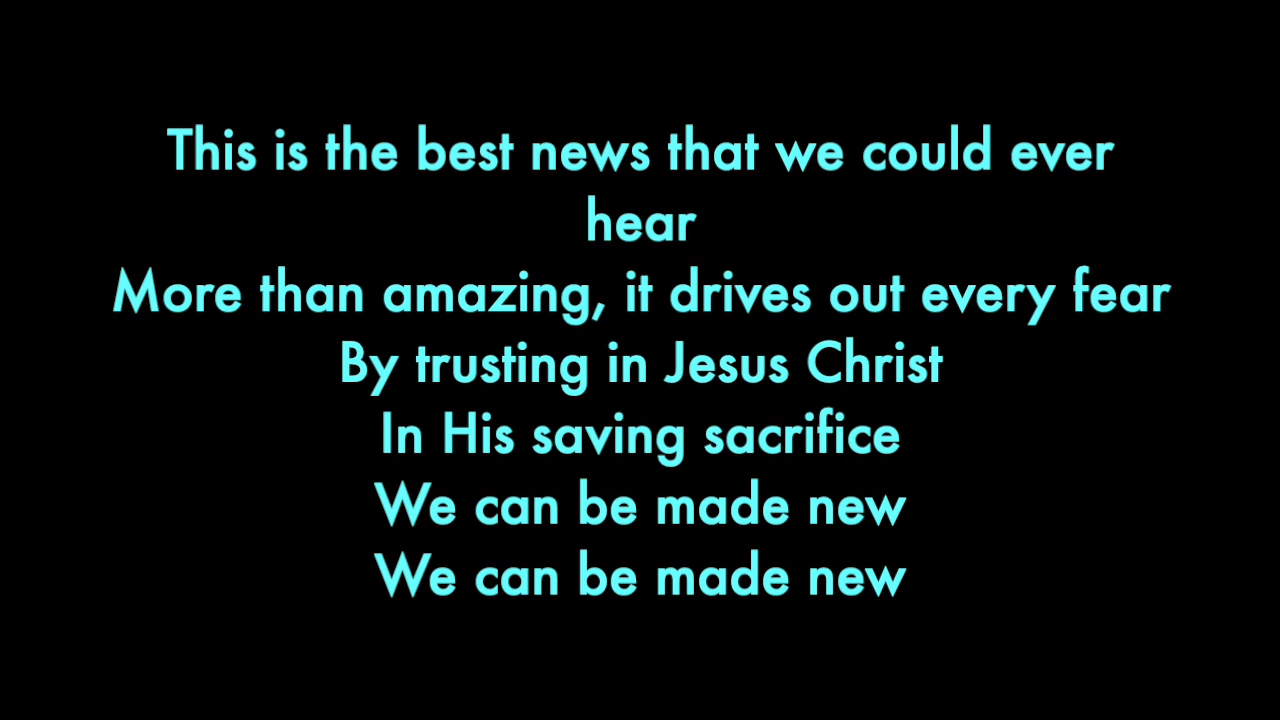 This is the best news that we could ever
hear
More than amazing, it drives out every fear
By trusting in Jesus Christ
In His saving sacrifice
We can be made new
We can be made new